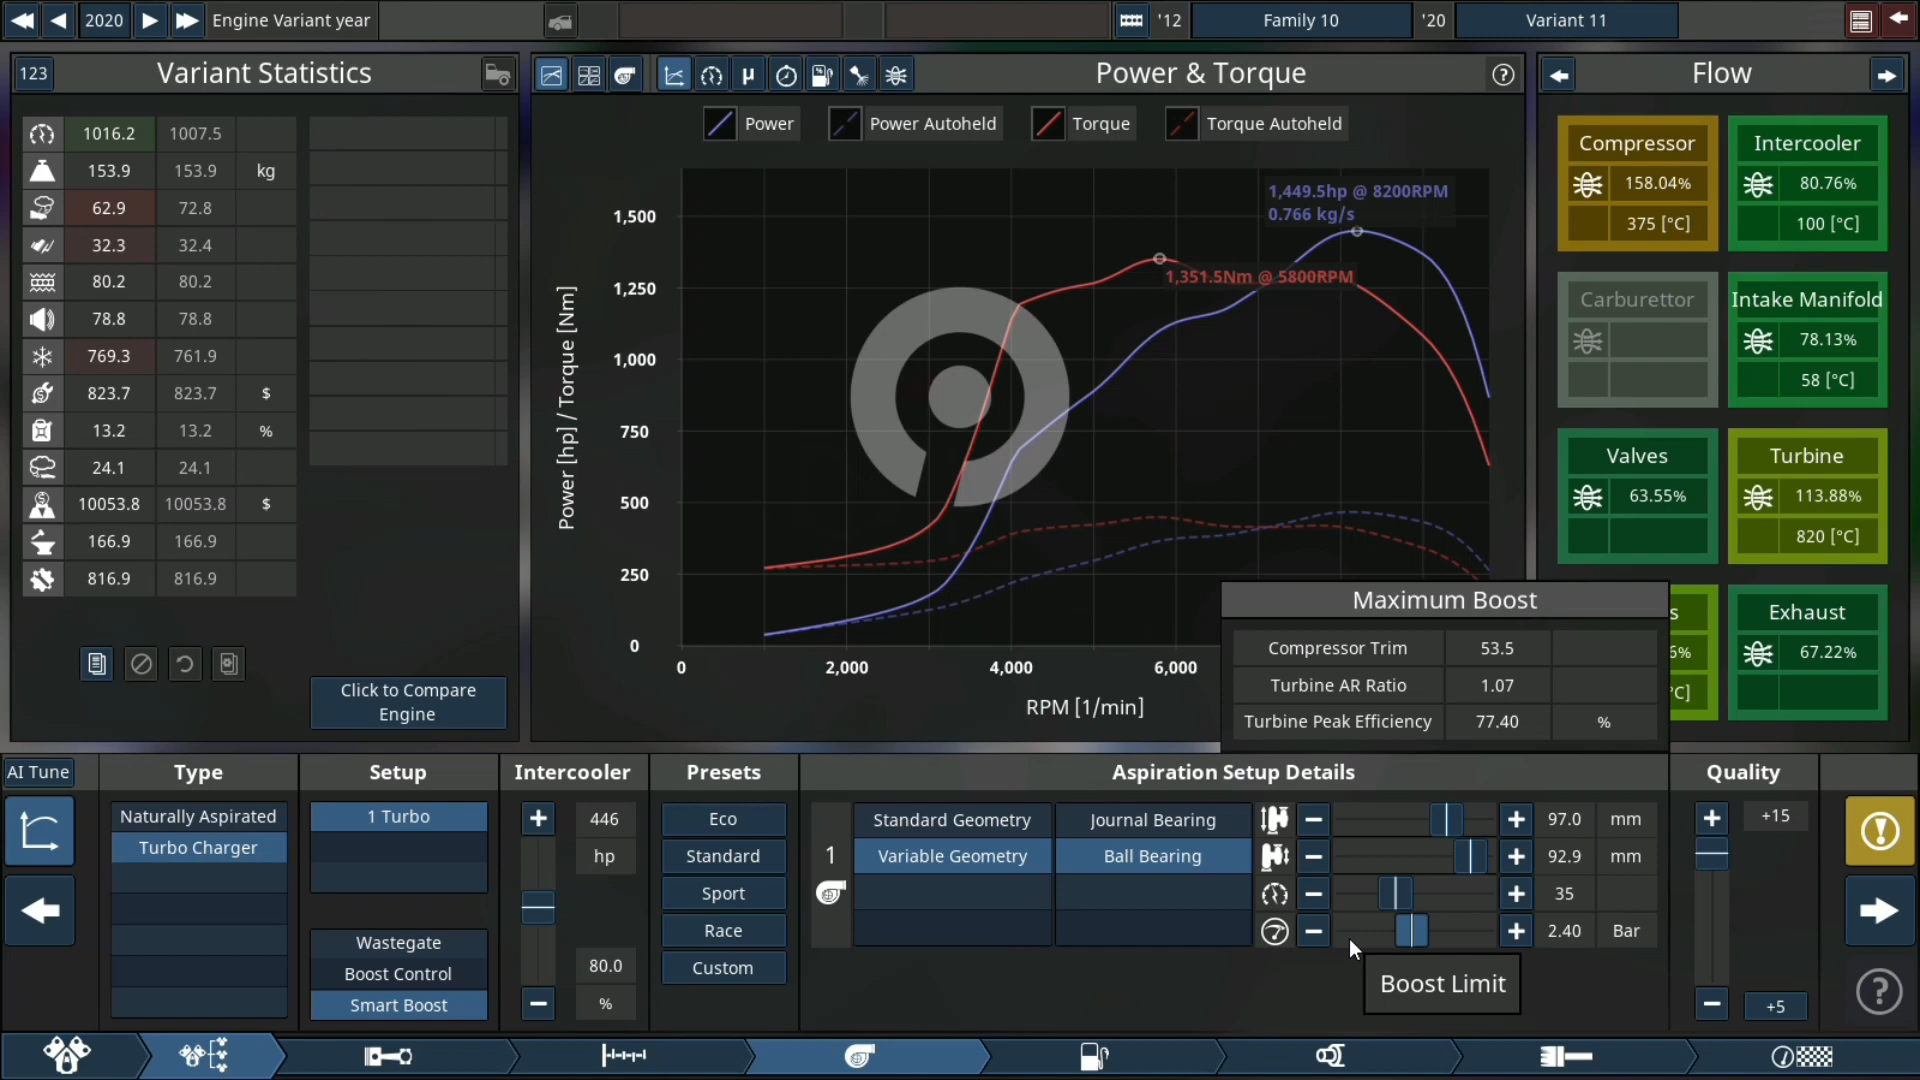 2020
Engine Variant year
'12
Family 10
'20
Variant 11
123
Variant Statistics
1016.2 1007.5
153.9 153.9 kg
62.9 72.8
32.3 32.4
80.2 80.2
78.8 78.8
769.3 761.9
823.7 823.7 $
13.2 13.2 %
24.1 24.1
10053.8 10053.8 $
166.9 166.9
816.9 816.9
Click to Compare
Engine
μ
Power & Torque
?
Power
Power Autoheld
Torque
Torque Autoheld
1,449.5hp @ 8200RPM
0.766 kg/s
1,351.5Nm @ 5800RPM
Power [hp] / Torque [Nm]
1,500
1,250
1,000
750
500
250
0
0 2,000 4,000 6,000
RPM [1/min]
Flow
Compressor
158.04%
375 [°C]
Intercooler
80.76%
100 [°C]
Carburettor
Intake Manifold
78.13%
58 [°C]
Valves
63.55%
Turbine
113.88%
820 [°C]
s
6%
°C]
Exhaust
67.22%
Maximum Boost
Compressor Trim 53.5
Turbine AR Ratio 1.07
Turbine Peak Efficiency 77.40 %
AI Tune
Type
Naturally Aspirated
Turbo Charger
Setup
1 Turbo
Wastegate
Boost Control
Smart Boost
Intercooler
446
hp
80.0
%
Presets
Eco
Standard
Sport
Race
Custom
Aspiration Setup Details
1
Standard Geometry
Variable Geometry
Journal Bearing
Ball Bearing
97.0 mm
92.9 mm
35
2.40 Bar
Boost Limit
Quality
+15
+5
?